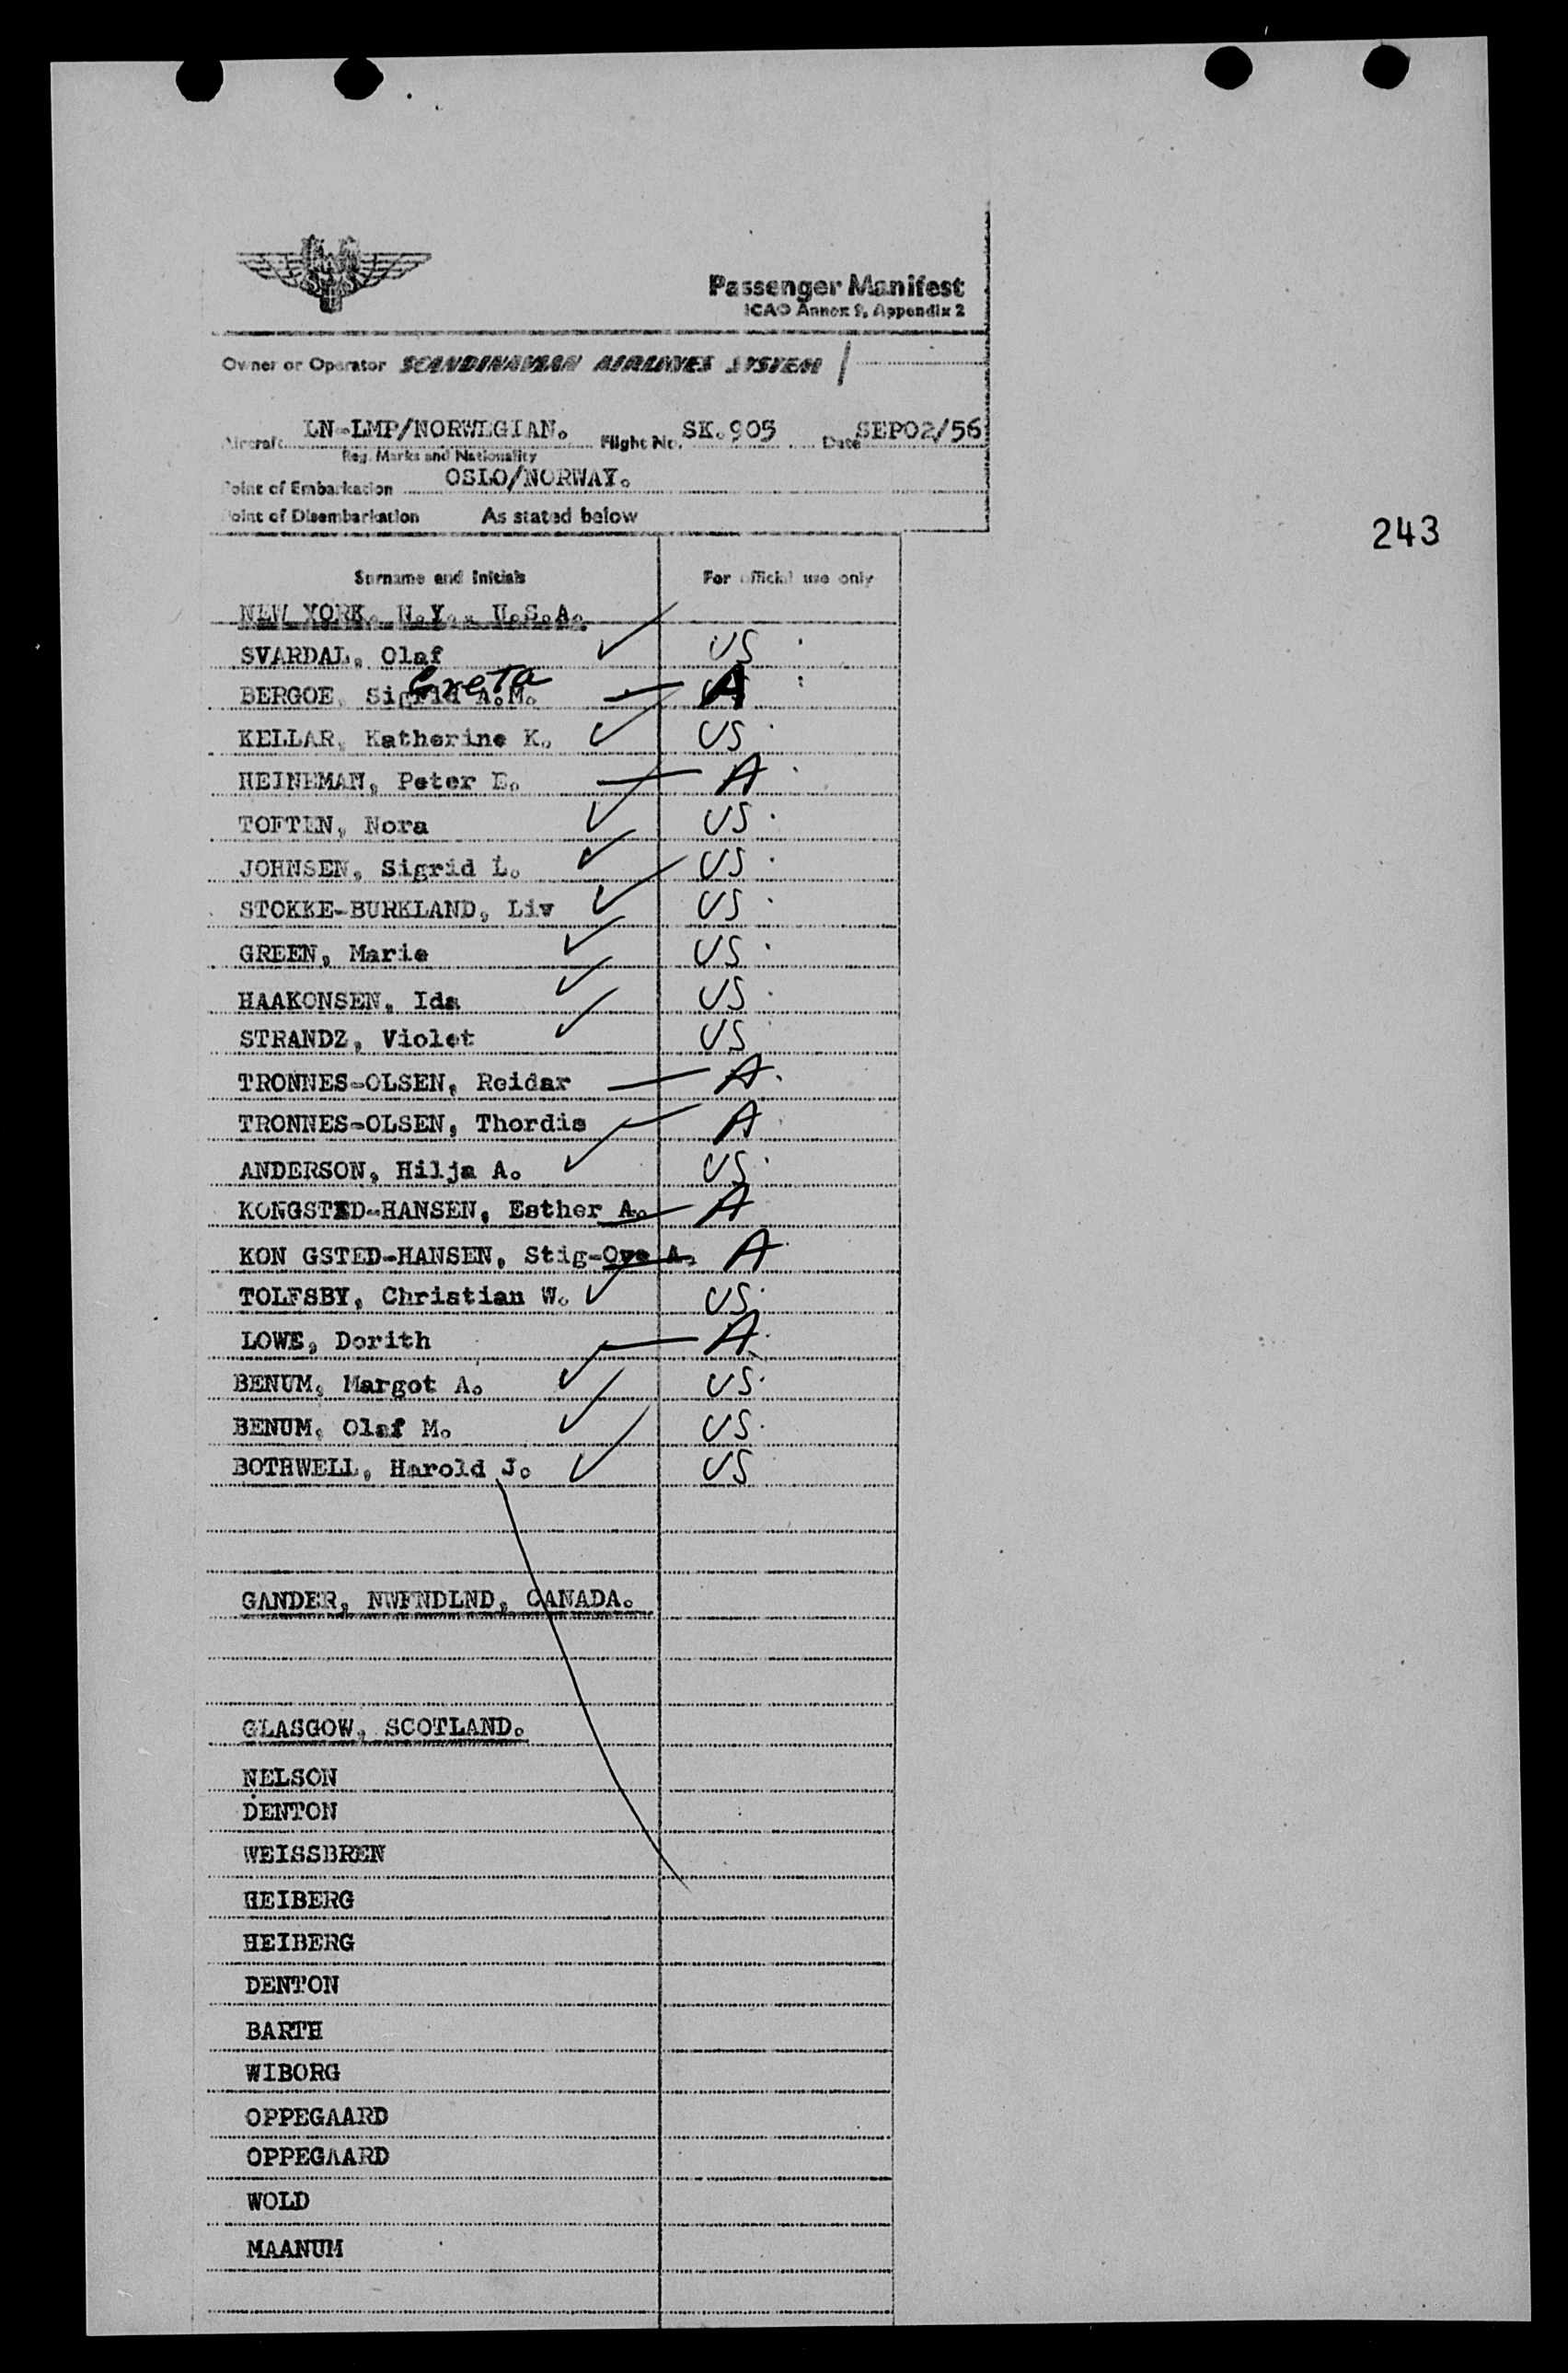 Passenger Manifest
ICAO Annex 9, Appendix 2
Owner or Operator SCANDINAVIAN AIRLINES SYSTEM /
Aircraft LN-LMP/NORWEGIAN. Flight No. SK.905 Date SEP02/56
Reg. Marks and Nationality
Point of Embarkation OSLO/NORWAY.
Point of Disembarkation As stated below
243
Surname and Initials For official use only
NEW YORK. N.Y., U.S.A.
SVARDAL, Olaf ✓ US
Greta
BERGOE, Sigrid A.M. — A
KELLAR, Katherine K. ✓ US
HEINEMAN, Peter E. — A
TOFTEN, Nora ✓ US
JOHNSEN, Sigrid L. ✓ US
STOKKE-BURKLAND, Liv ✓ US
GREEN, Marie ✓ US
HAAKONSEN, Ida ✓ US
STRANDZ, Violet ✓ US
TRONNES-OLSEN, Reidar — A
TRONNES-OLSEN, Thordis — A
ANDERSON, Hilja A. ✓ US
KONGSTED-HANSEN, Esther A. — A
KON GSTED-HANSEN, Stig-Ove A. — A
TOLFSBY, Christian W. ✓ US
LOWE, Dorith — A
BENUM, Margot A. ✓ US
BENUM, Olaf M. ✓ US
BOTHWELL, Harold J. ✓ US
GANDER, NWFNDLND, CANADA.
GLASGOW, SCOTLAND.
NELSON
DENTON
WEISSBREN
HEIBERG
HEIBERG
DENTON
BARTH
WIBORG
OPPEGAARD
OPPEGAARD
WOLD
MAANUM